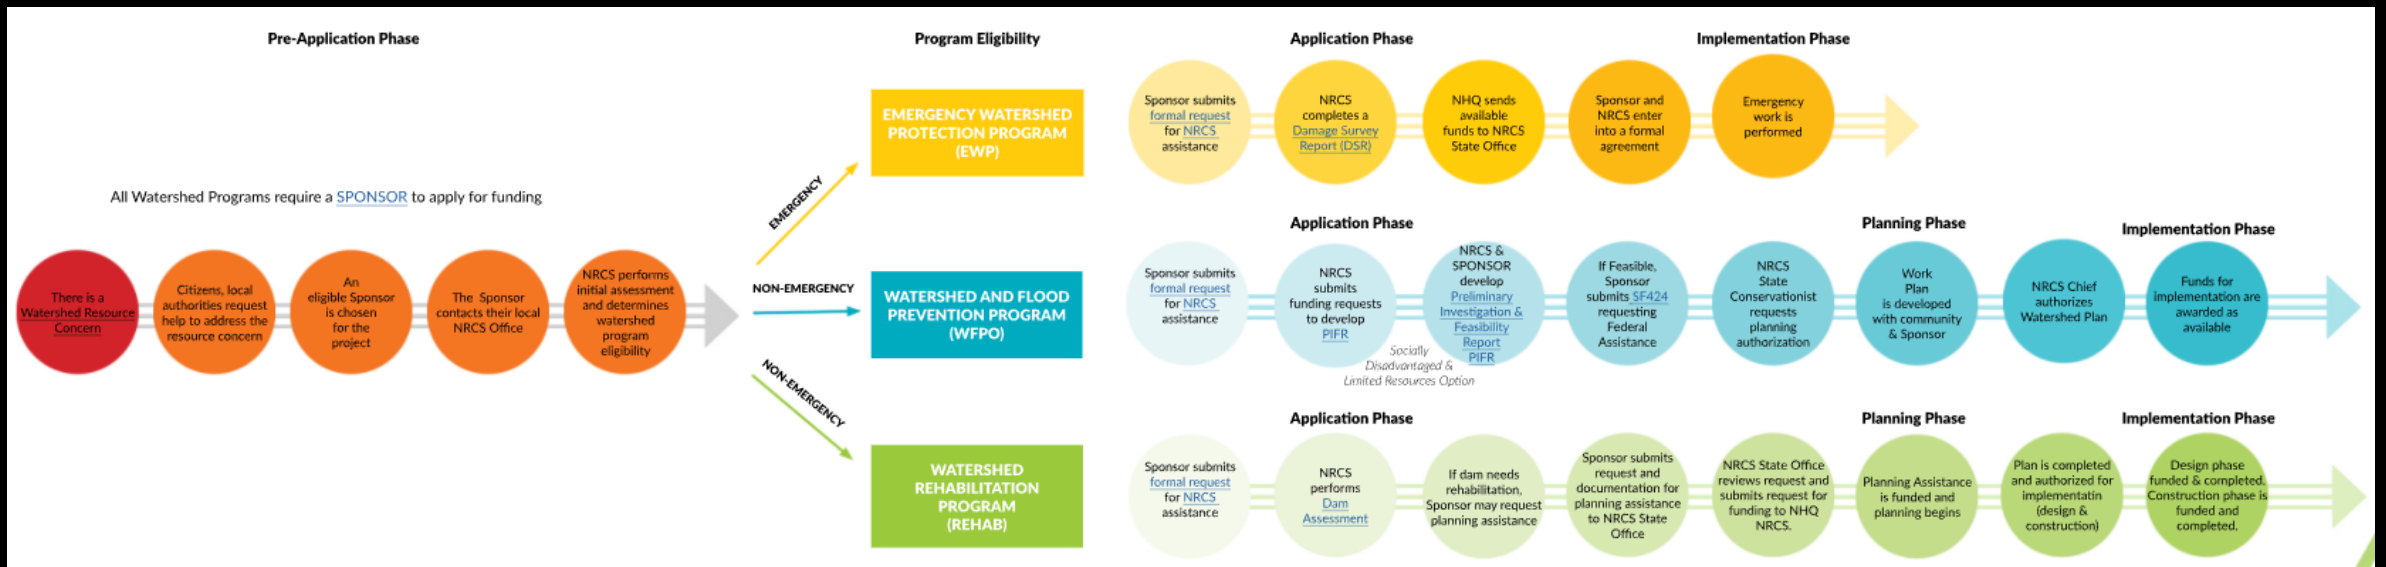 Pre-Application Phase
All Watershed Programs require a SPONSOR to apply for funding
There is a
Watershed Resource
Concern
Citizens, local
authorities request
help to address the
resource concern
An
eligible Sponsor
is chosen
for the
project
The Sponsor
contacts their local
NRCS Office
NRCS performs
initial assessment
and determines
watershed
program
eligibility
EMERGENCY
NON-EMERGENCY
NON-EMERGENCY
Program Eligibility
EMERGENCY WATERSHED
PROTECTION PROGRAM
(EWP)
WATERSHED AND FLOOD
PREVENTION PROGRAM
(WFPO)
WATERSHED
REHABILITATION
PROGRAM
(REHAB)
Application Phase
Implementation Phase
Sponsor submits
formal request
for NRCS
assistance
NRCS
completes a
Damage Survey
Report (DSR)
NHQ sends
available
funds to NRCS
State Office
Sponsor and
NRCS enter
into a formal
agreement
Emergency
work is
performed
Application Phase
Planning Phase
Implementation Phase
Sponsor submits
formal request
for NRCS
assistance
NRCS
submits
funding requests
to develop
PIFR
Socially
Disadvantaged &
Limited Resources Option
NRCS &
SPONSOR
develop
Preliminary
Investigation &
Feasibility
Report
PIFR
If Feasible,
Sponsor
submits SF424
requesting
Federal
Assistance
NRCS
State
Conservationist
requests
planning
authorization
Work
Plan
is developed
with community
& Sponsor
NRCS Chief
authorizes
Watershed Plan
Funds for
implementation are
awarded as
available
Application Phase
Planning Phase
Implementation Phase
Sponsor submits
formal request
for NRCS
assistance
NRCS
performs
Dam
Assessment
If dam needs
rehabilitation,
Sponsor may request
planning assistance
Sponsor submits
request and
documentation for
planning assistance
to NRCS State
Office
NRCS State Office
reviews request and
submits request for
funding to NHQ
NRCS.
Planning Assistance
is funded and
planning begins
Plan is completed
and authorized for
implementatin
(design &
construction)
Design phase
funded & completed.
Construction phase is
funded and
completed.